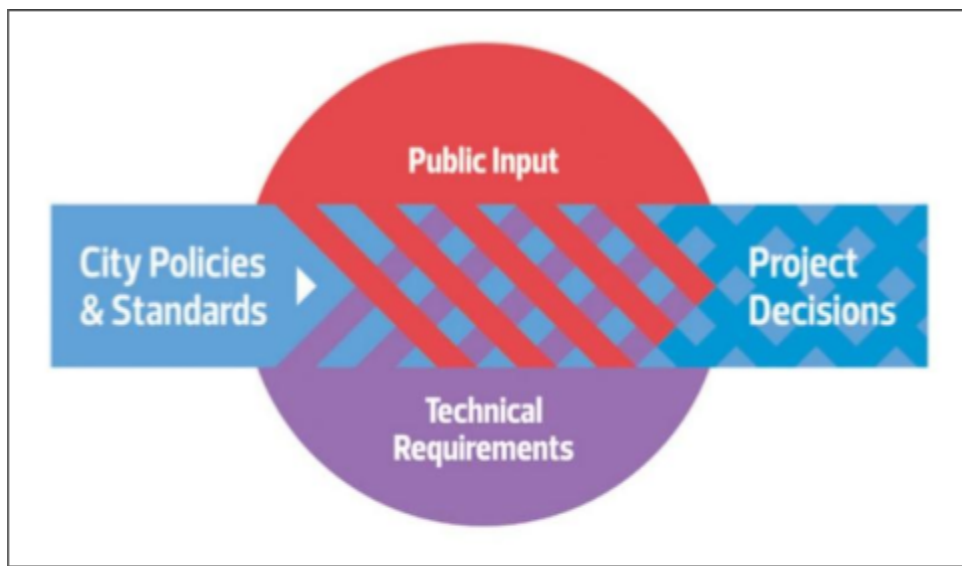 Public Input
City Policies
& Standards
Project
Decisions
Technical
Requirements